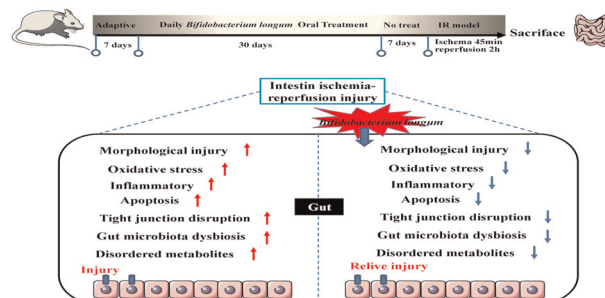 Adaptive Daily Bifidobacterium longum Oral Treatment No treat IR model
Sacriface
7 days 30 days 7 days Ischema 45min
reperfusion 2h
Intestin ischemia-
reperfusion injury
Bifidobacterium longum
Morphological injury
Oxidative stress
Inflammatory
Apoptosis
Tight junction disruption
Gut microbiota dysbiosis
Disordered metabolites
Injury
Gut
Morphological injury
Oxidative stress
Inflammatory
Apoptosis
Tight junction disruption
Gut microbiota dysbiosis
Disordered metabolites
Relive injury